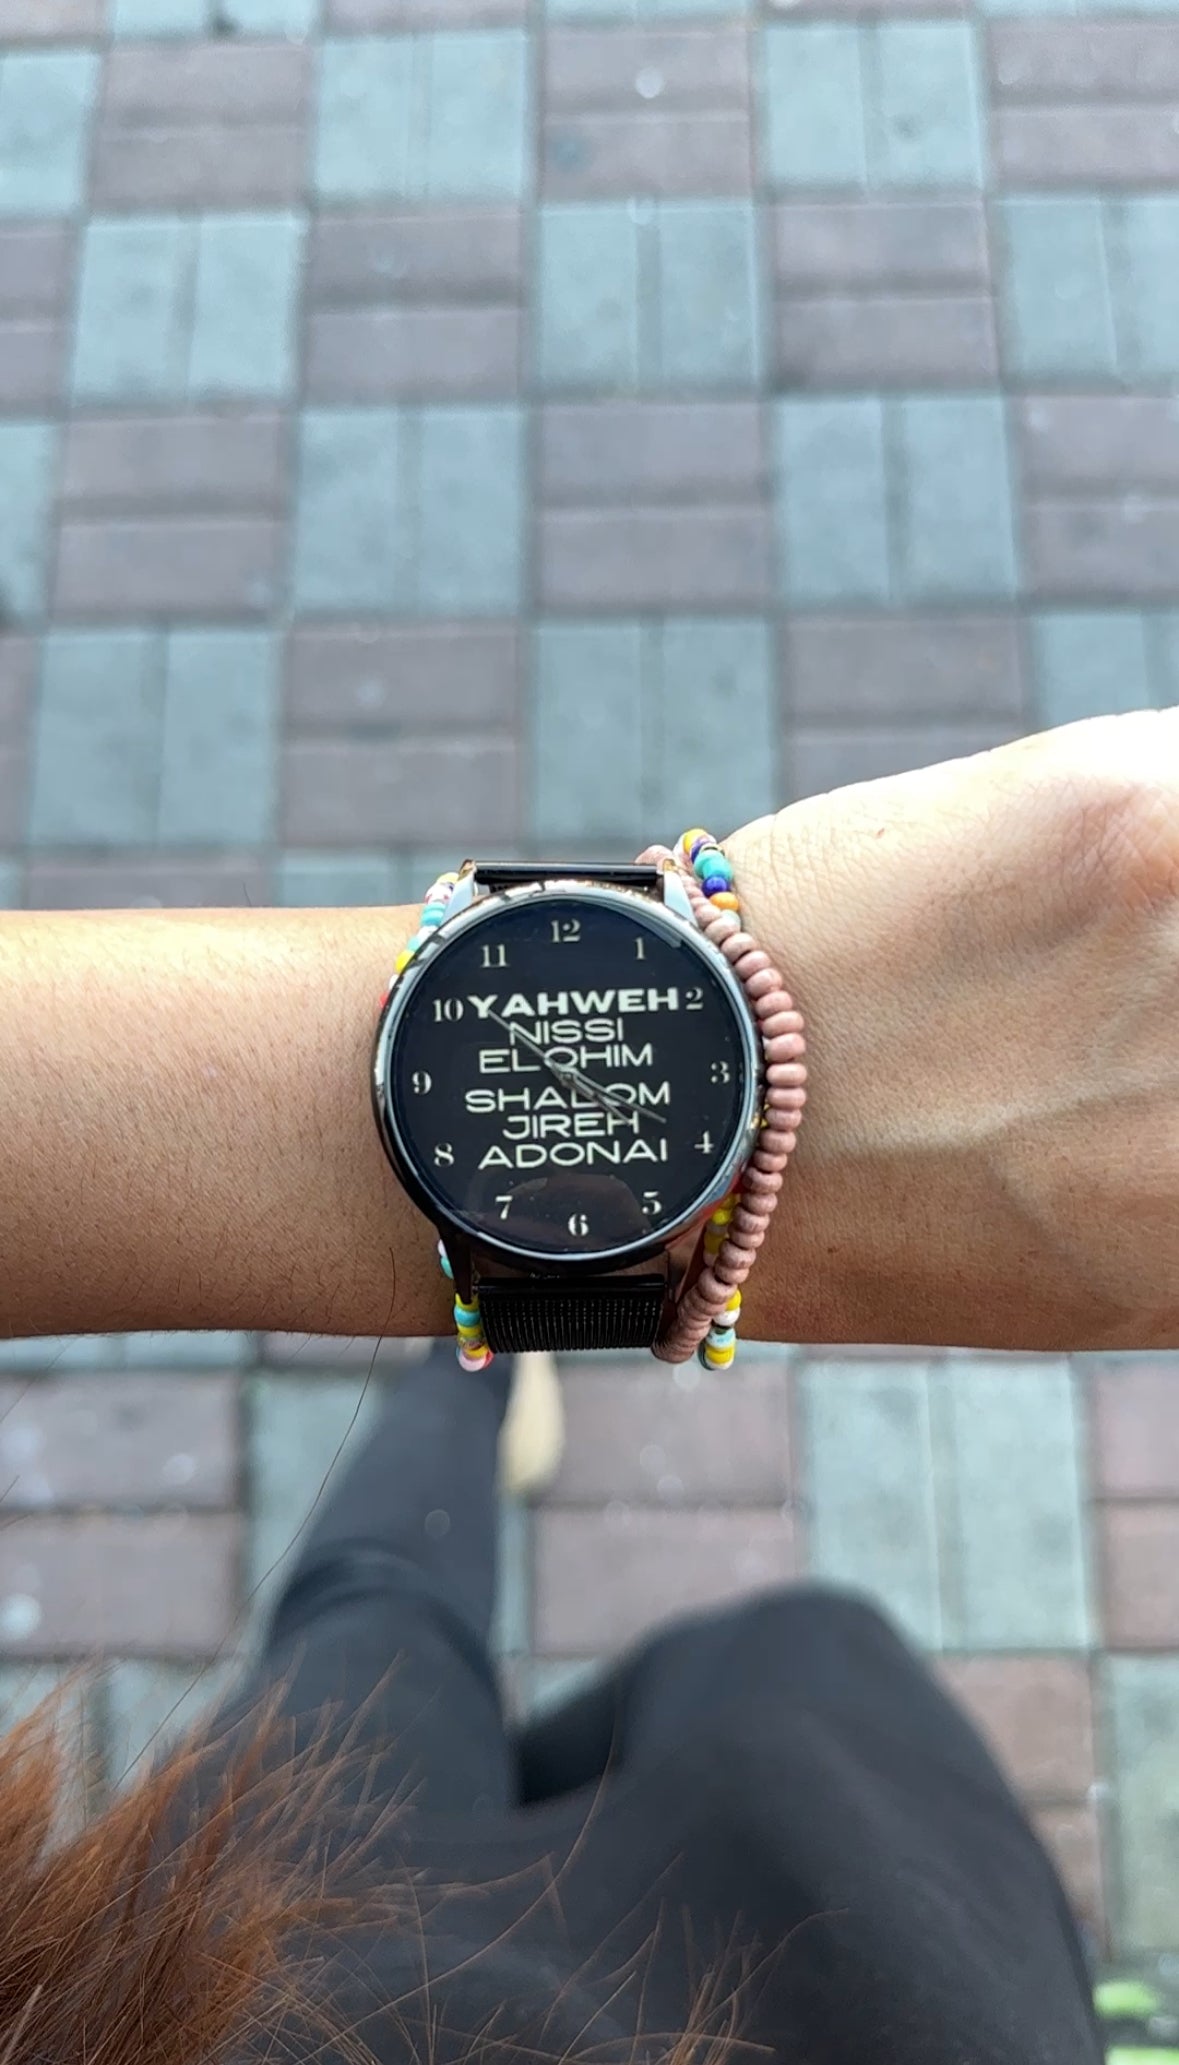 12
11 1
10 YAHWEH 2
NISSI
ELOHIM
9 3
SHALOM
JIREH
8 ADONAI 4
7 5
6